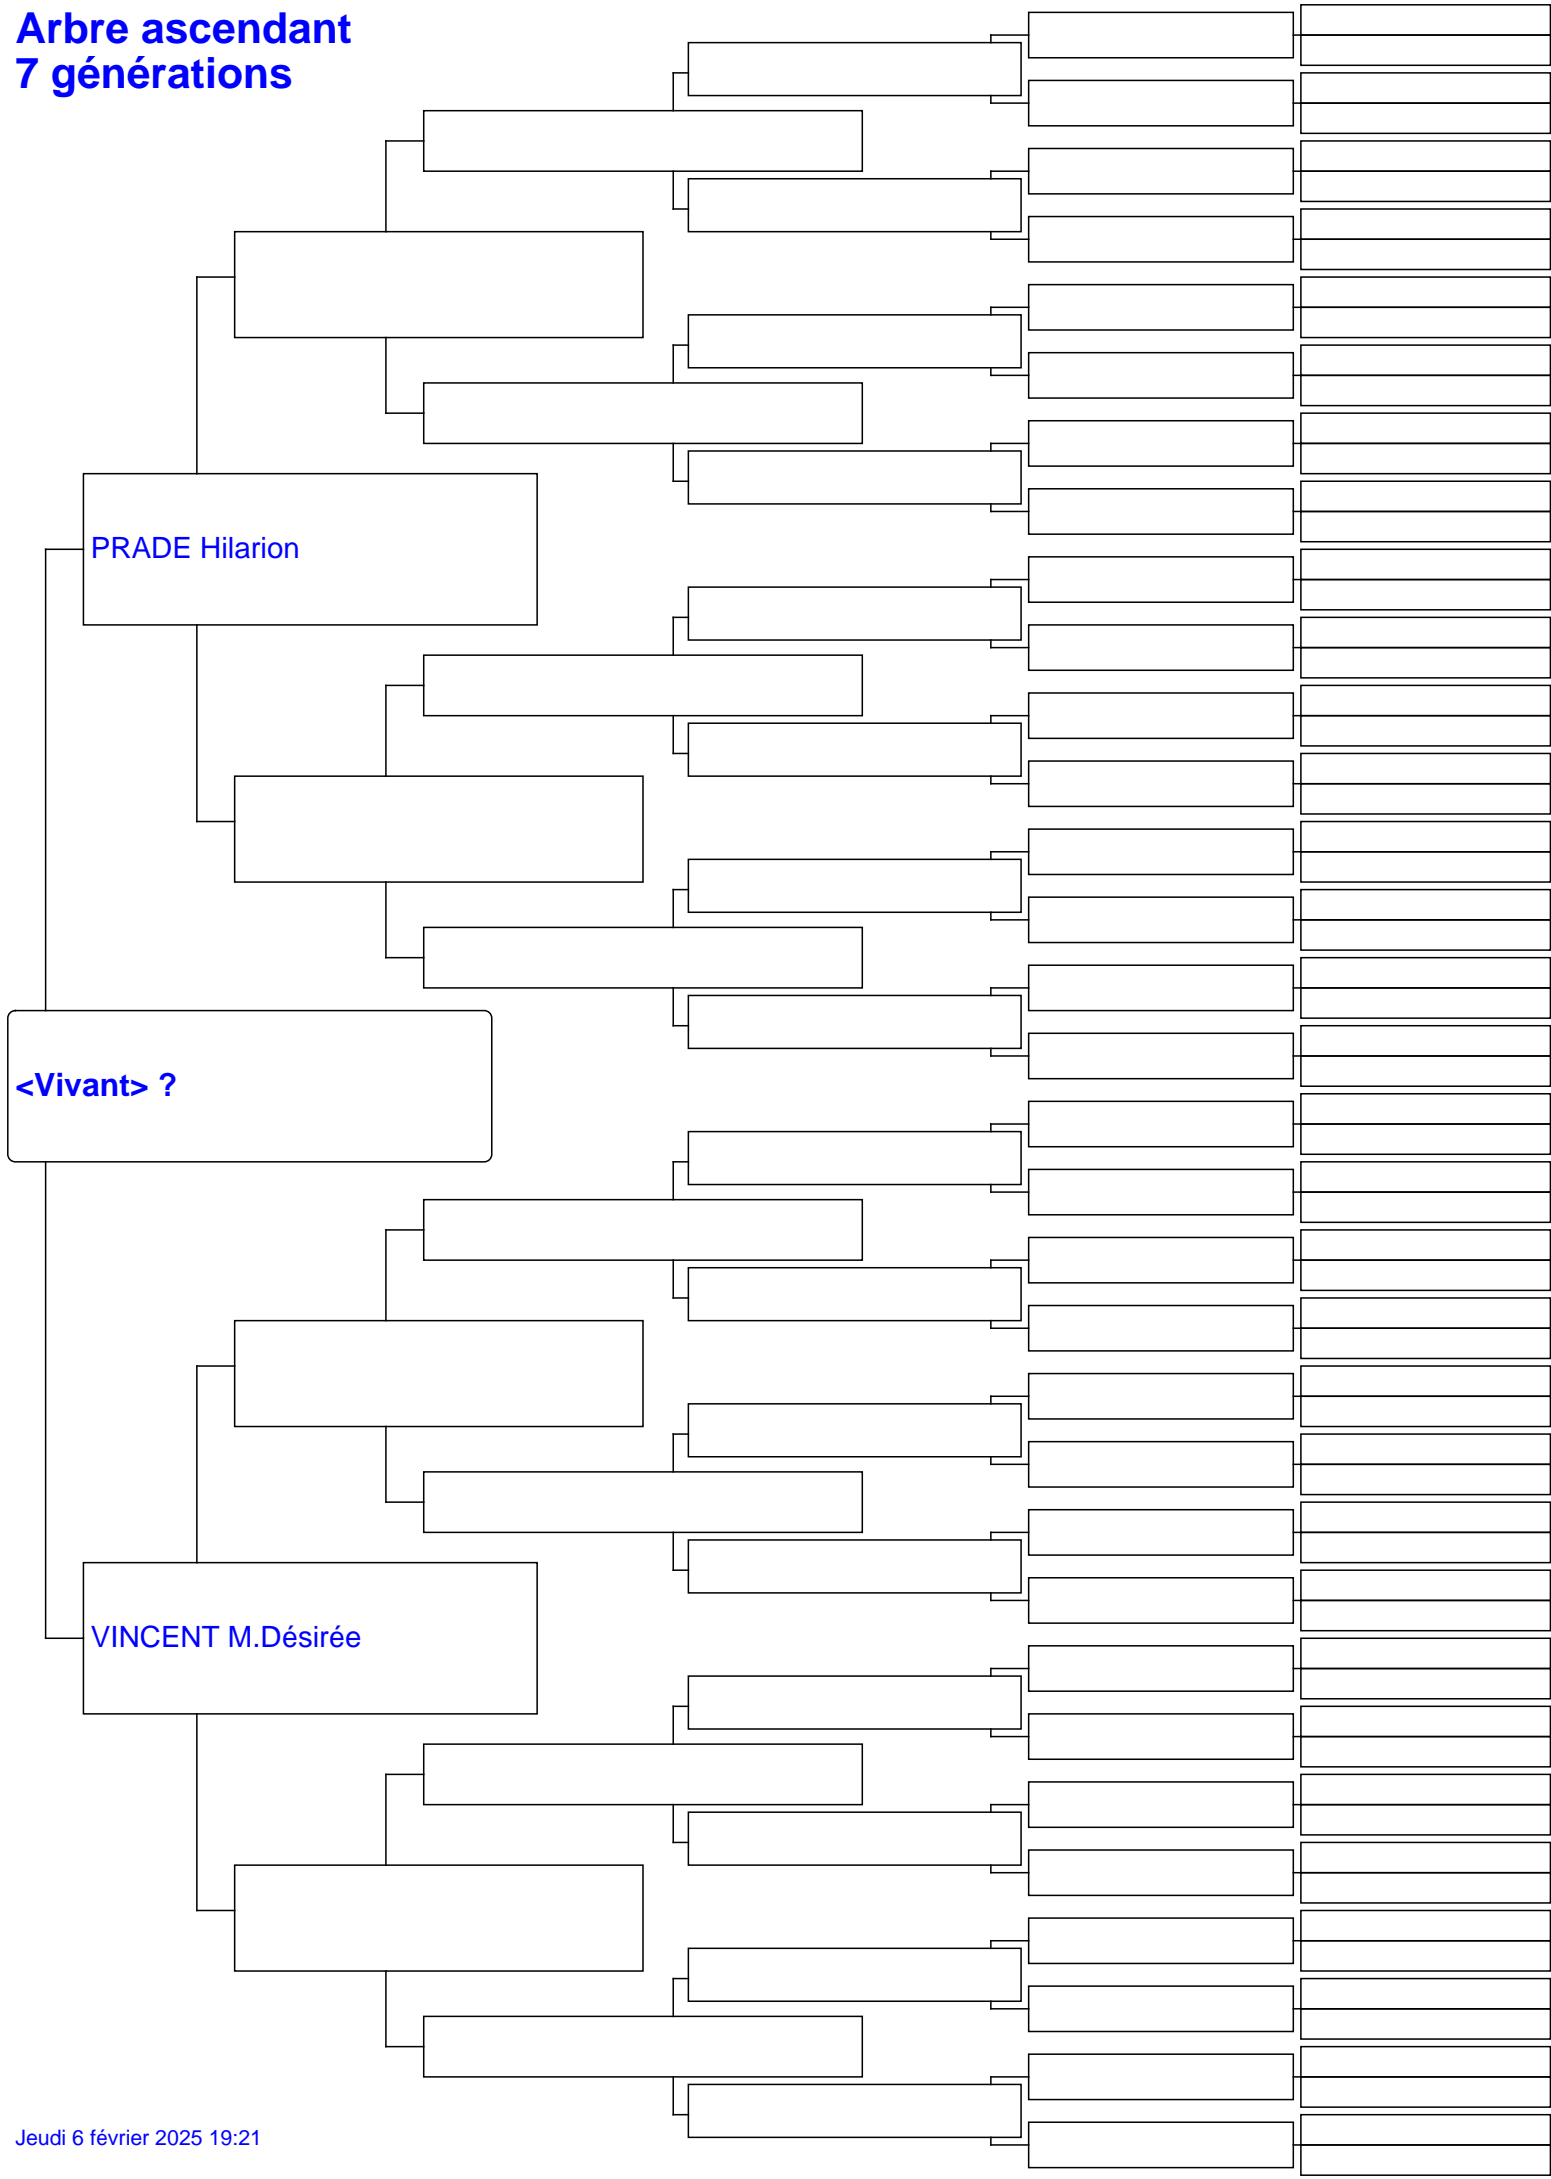 Arbre ascendant
7 générations
PRADE Hilarion
<Vivant> ?
VINCENT M.Désirée
Jeudi 6 février 2025 19:21